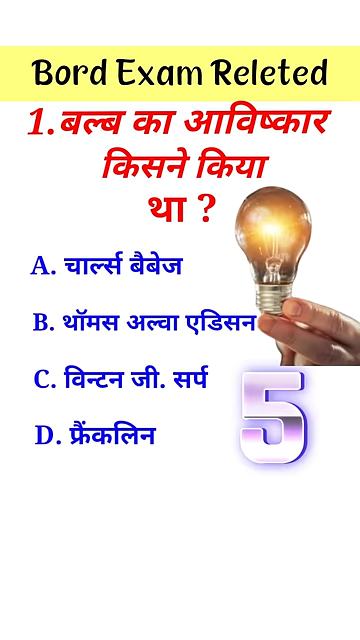 Bord Exam Releted
1.बल्ब का आविष्कार
किसने किया
था ?
A. चार्ल्स बैबेज
B. थॉमस अल्वा एडिसन
C. विन्टन जी. सर्प
D. फ्रैंकलिन
5